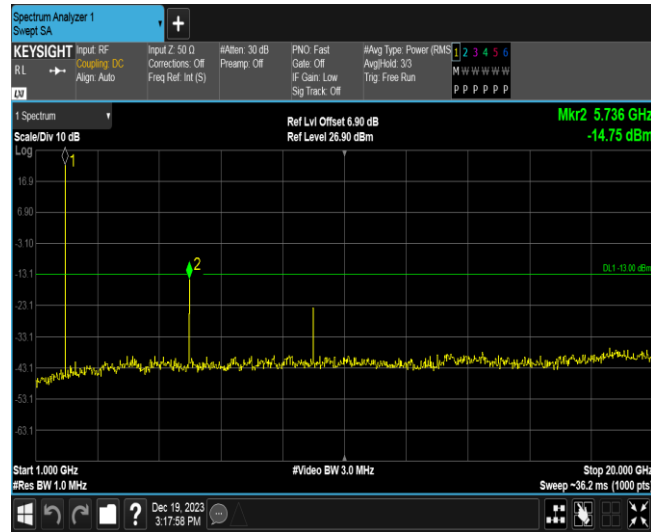 Spectrum Analyzer 1
Swept SA
KEYSIGHT
RL
LXI
Input: RF
Coupling: DC
Align: Auto
Input Z: 50 Ω
Corrections: Off
Freq Ref: Int (S)
#Atten: 30 dB
Preamp: Off
PNO: Fast
Gate: Off
IF Gain: Low
Sig Track: Off
#Avg Type: Power (RMS
Avg|Hold: 3/3
Trig: Free Run
1 2 3 4 5 6
M W W W W W
P P P P P P
1 Spectrum
Scale/Div 10 dB
Log
Ref Lvl Offset 6.90 dB
Ref Level 26.90 dBm
Mkr2 5.736 GHz
-14.75 dBm
1
16.9
6.90
-3.10
2
-13.1
DL1 -13.00 dBm
-23.1
-33.1
-43.1
-53.1
-63.1
Start 1.000 GHz
#Video BW 3.0 MHz
Stop 20.000 GHz
#Res BW 1.0 MHz
Sweep ~36.2 ms (1000 pts)
?
Dec 19, 2023
3:17:58 PM